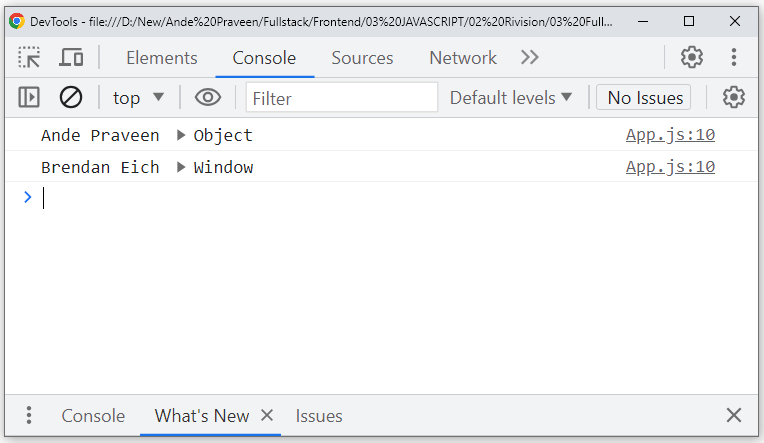 DevTools - file:///D:/New/Ande%20Praveen/Fullstack/Frontend/03%20JAVASCRIPT/02%20Rivision/03%20Full...
Elements Console Sources Network
top Filter Default levels No Issues
Ande Praveen Object App.js:10
Brendan Eich Window App.js:10
Console What's New Issues